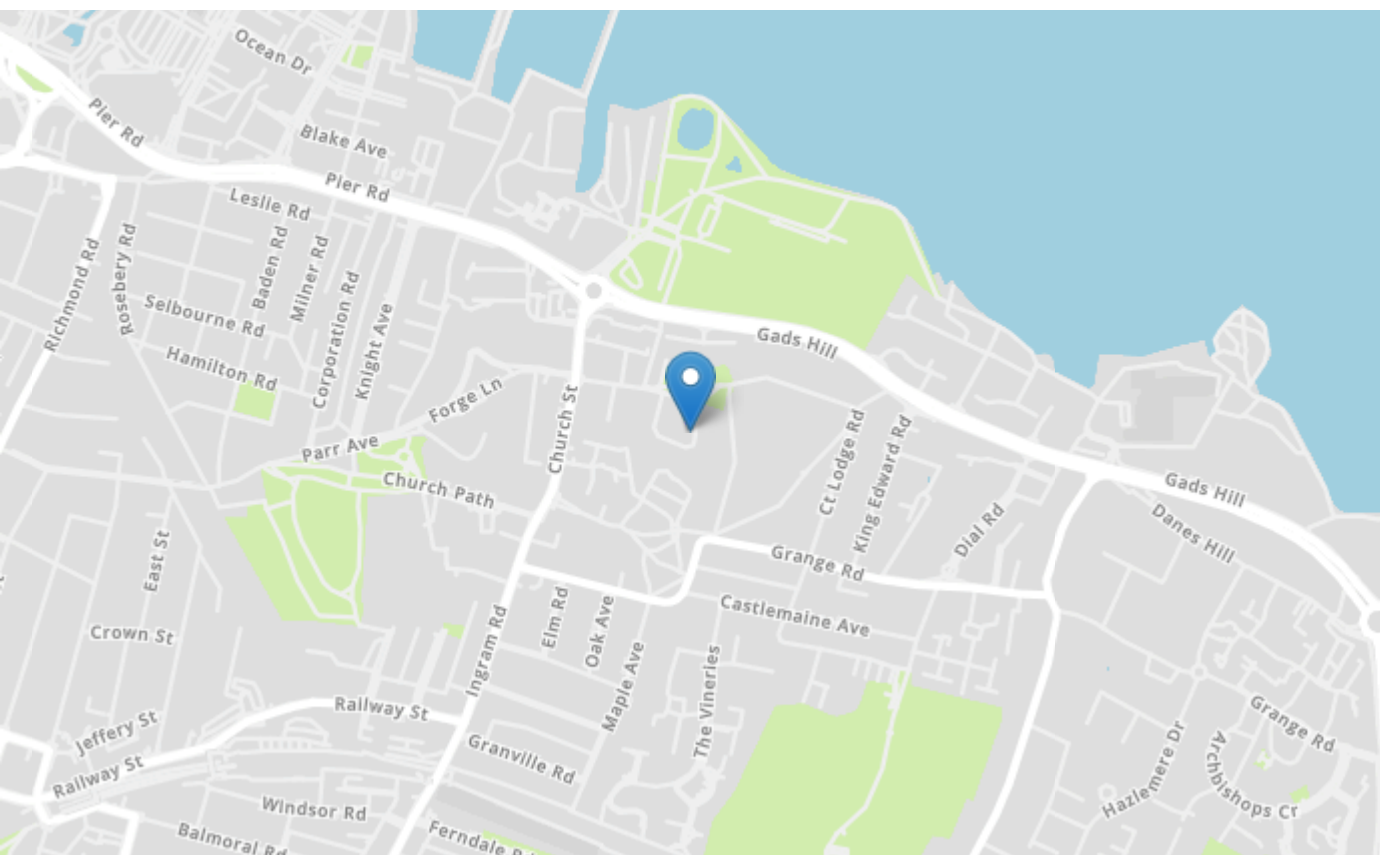 Ocean Dr
Pier Rd
Blake Ave
Pier Rd
Leslie Rd
Richmond Rd
Rosebery Rd
Baden Rd
Milner Rd
Corporation Rd
Knight Ave
Selbourne Rd
Hamilton Rd
Gads Hill
Forge Ln
Church St
Parr Ave
Church Path
Ct Lodge Rd
King Edward Rd
Gads Hill
Dial Rd
Danes Hill
East St
Grange Rd
Crown St
Elm Rd
Oak Ave
Castlemaine Ave
Ingram Rd
Maple Ave
The Vineries
Railway St
Jeffery St
Railway St
Granville Rd
Grange Rd
Hazlemere Dr
Archbishops Cr
Windsor Rd
Balmoral Rd
Ferndale